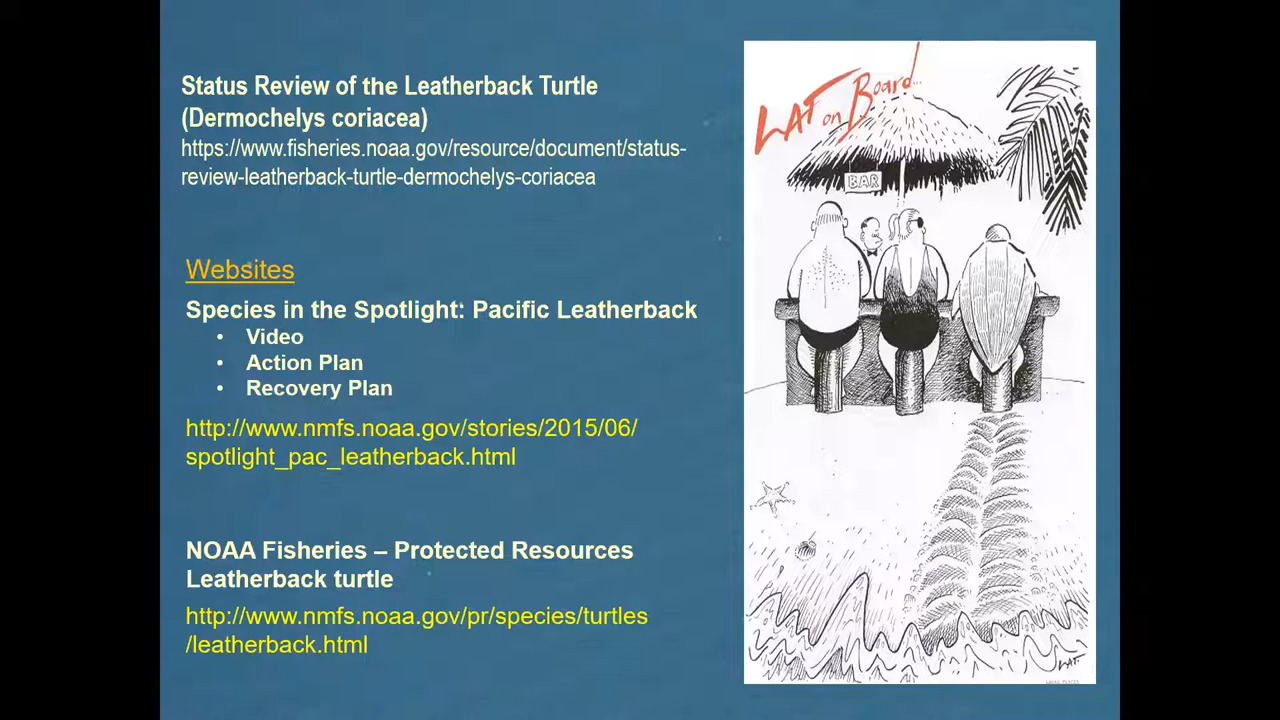 Status Review of the Leatherback Turtle
(Dermochelys coriacea)
https://www.fisheries.noaa.gov/resource/document/status-
review-leatherback-turtle-dermochelys-coriacea
Websites
Species in the Spotlight: Pacific Leatherback
• Video
• Action Plan
• Recovery Plan
http://www.nmfs.noaa.gov/stories/2015/06/
spotlight_pac_leatherback.html
NOAA Fisheries – Protected Resources
Leatherback turtle
http://www.nmfs.noaa.gov/pr/species/turtles
/leatherback.html
LAF on Board...
BAR
LAF.